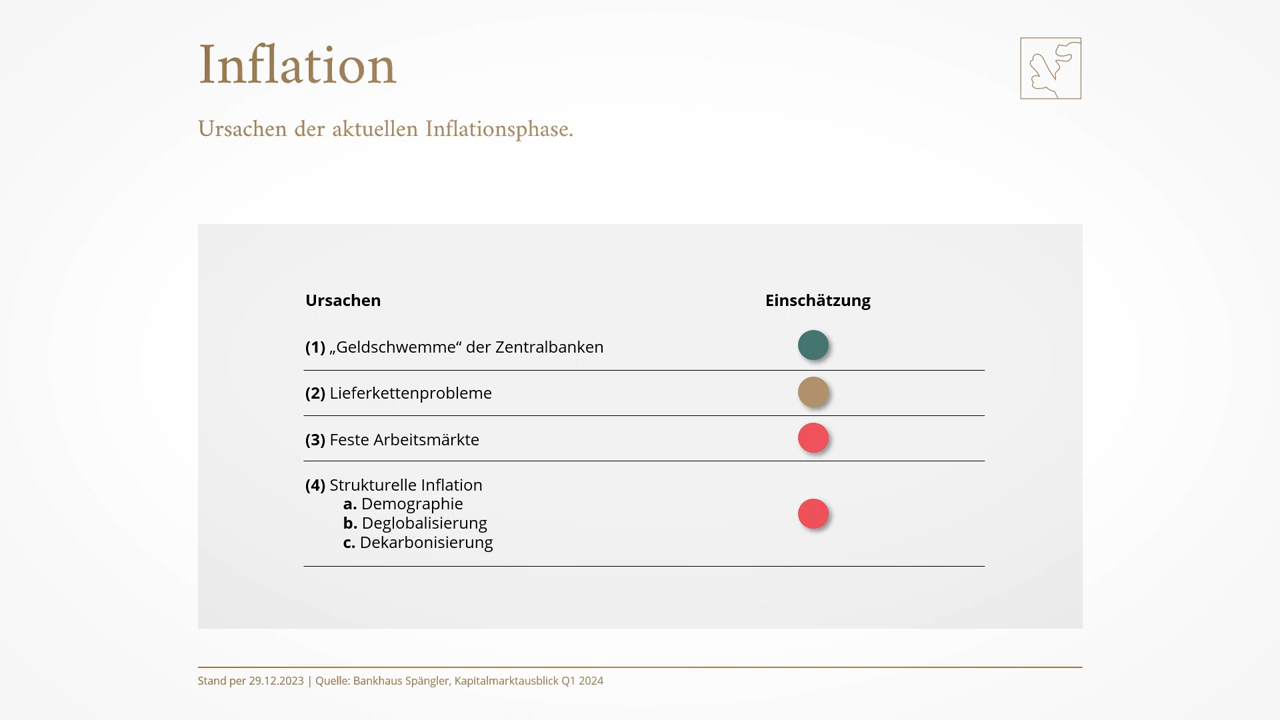 Inflation
Ursachen der aktuellen Inflationsphase.
Ursachen Einschätzung
(1) „Geldschwemme“ der Zentralbanken
(2) Lieferkettenprobleme
(3) Feste Arbeitsmärkte
(4) Strukturelle Inflation
a. Demographie
b. Deglobalisierung
c. Dekarbonisierung
Stand per 29.12.2023 | Quelle: Bankhaus Spängler, Kapitalmarktausblick Q1 2024